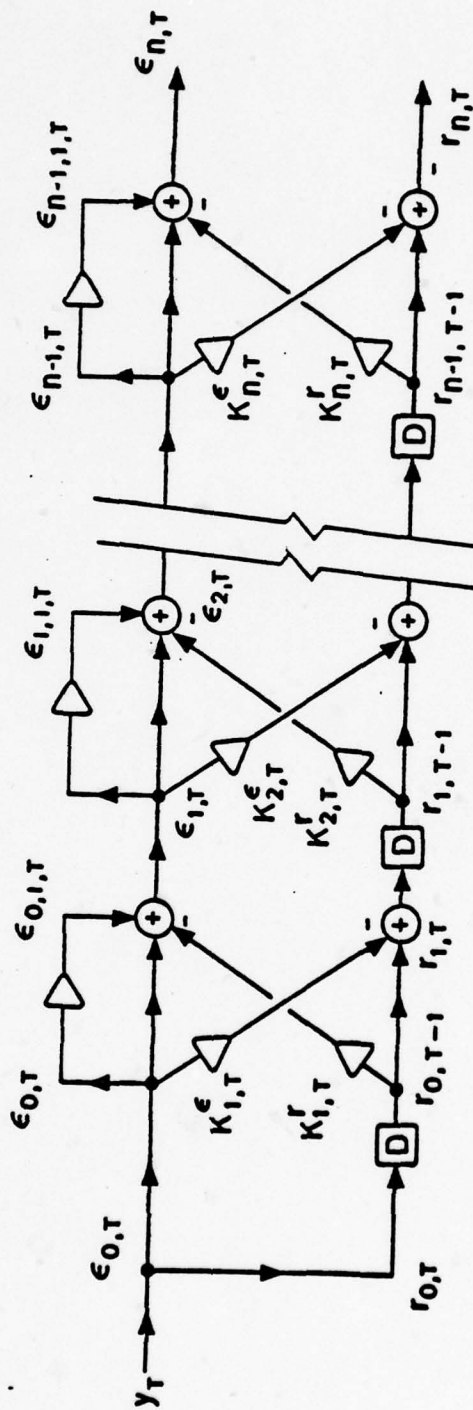 y_T
ε_{0,T}
r_{0,T}
ε_{0,T}
ε_{0,1,T}
K^ε_{1,T}
K^r_{1,T}
D
r_{0,T-1}
+
-
+
-
r_{1,T}
ε_{1,T}
ε_{1,1,T}
K^ε_{2,T}
K^r_{2,T}
D
r_{1,T-1}
+
-
ε_{2,T}
+
-
ε_{n-1,T}
ε_{n-1,1,T}
K^ε_{n,T}
K^r_{n,T}
D
r_{n-1,T-1}
+
-
ε_{n,T}
+
-
-
r_{n,T}